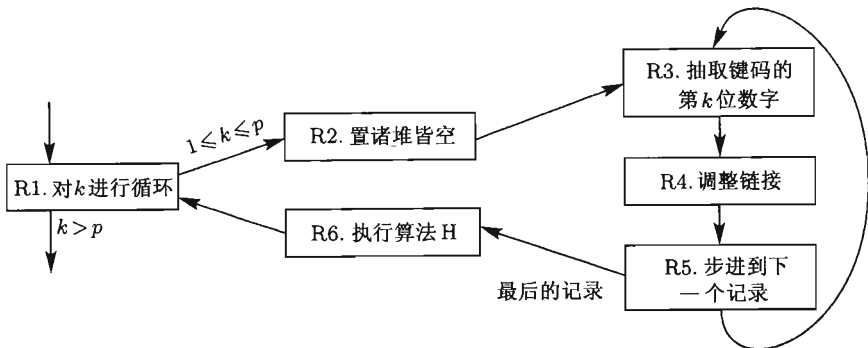 R3. 抽取键码的
第k位数字
1≤k≤p
R2. 置诸堆皆空
R1. 对k进行循环
R4. 调整链接
k>p
R6. 执行算法 H
R5. 步进到下
一个记录
最后的记录